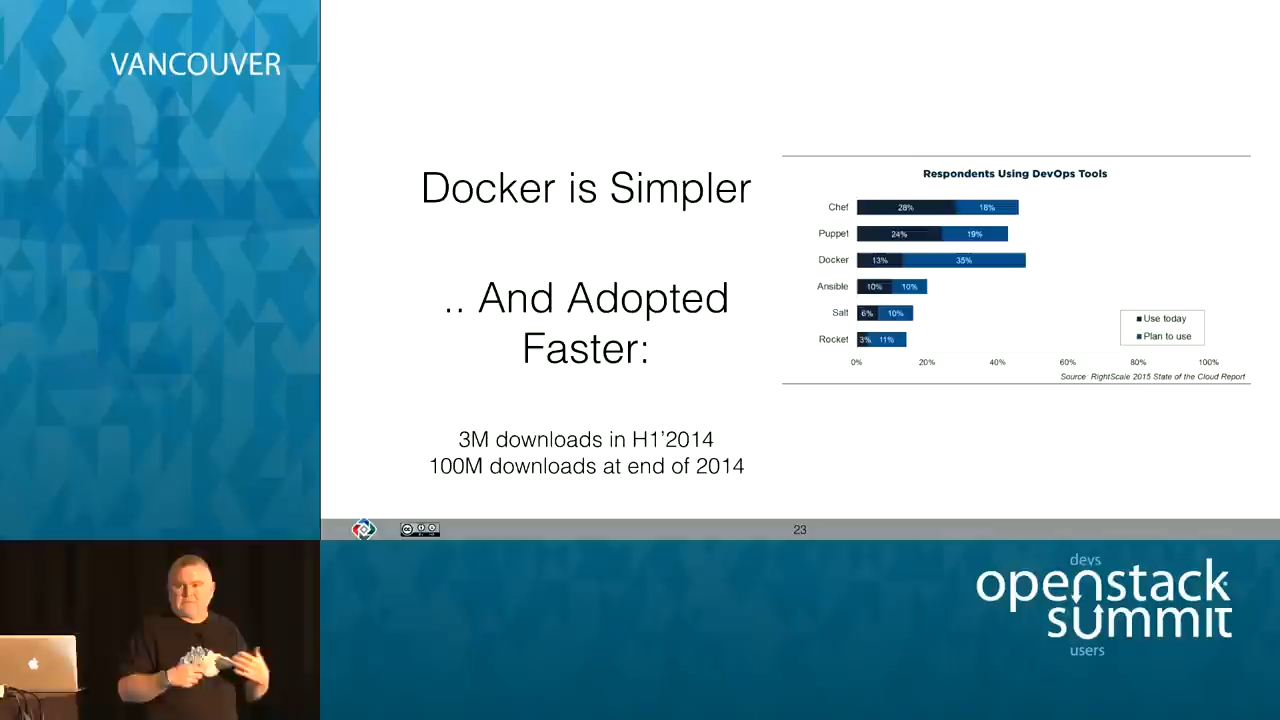 VANCOUVER
Docker is Simpler
.. And Adopted
Faster:
3M downloads in H1'2014
100M downloads at end of 2014
Respondents Using DevOps Tools
Chef 28% 18%
Puppet 24% 19%
Docker 13% 35%
Ansible 10% 10%
Salt 6% 10%
Rocket 3% 11%
Use today
Plan to use
0% 20% 40% 60% 80% 100%
Source: RightScale 2015 State of the Cloud Report
23
devs
openstack
summit
users